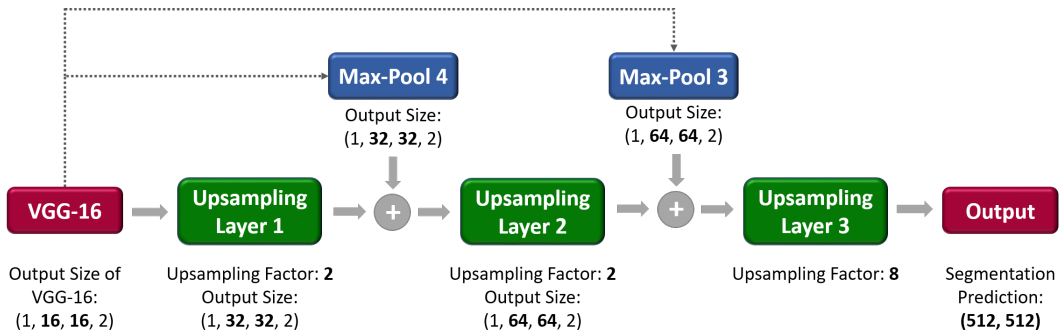 Max-Pool 4
Output Size:
(1, 32, 32, 2)
Max-Pool 3
Output Size:
(1, 64, 64, 2)
VGG-16
Upsampling
Layer 1
+
Upsampling
Layer 2
+
Upsampling
Layer 3
Output
Output Size of
VGG-16:
(1, 16, 16, 2)
Upsampling Factor: 2
Output Size:
(1, 32, 32, 2)
Upsampling Factor: 2
Output Size:
(1, 64, 64, 2)
Upsampling Factor: 8
Segmentation
Prediction:
(512, 512)